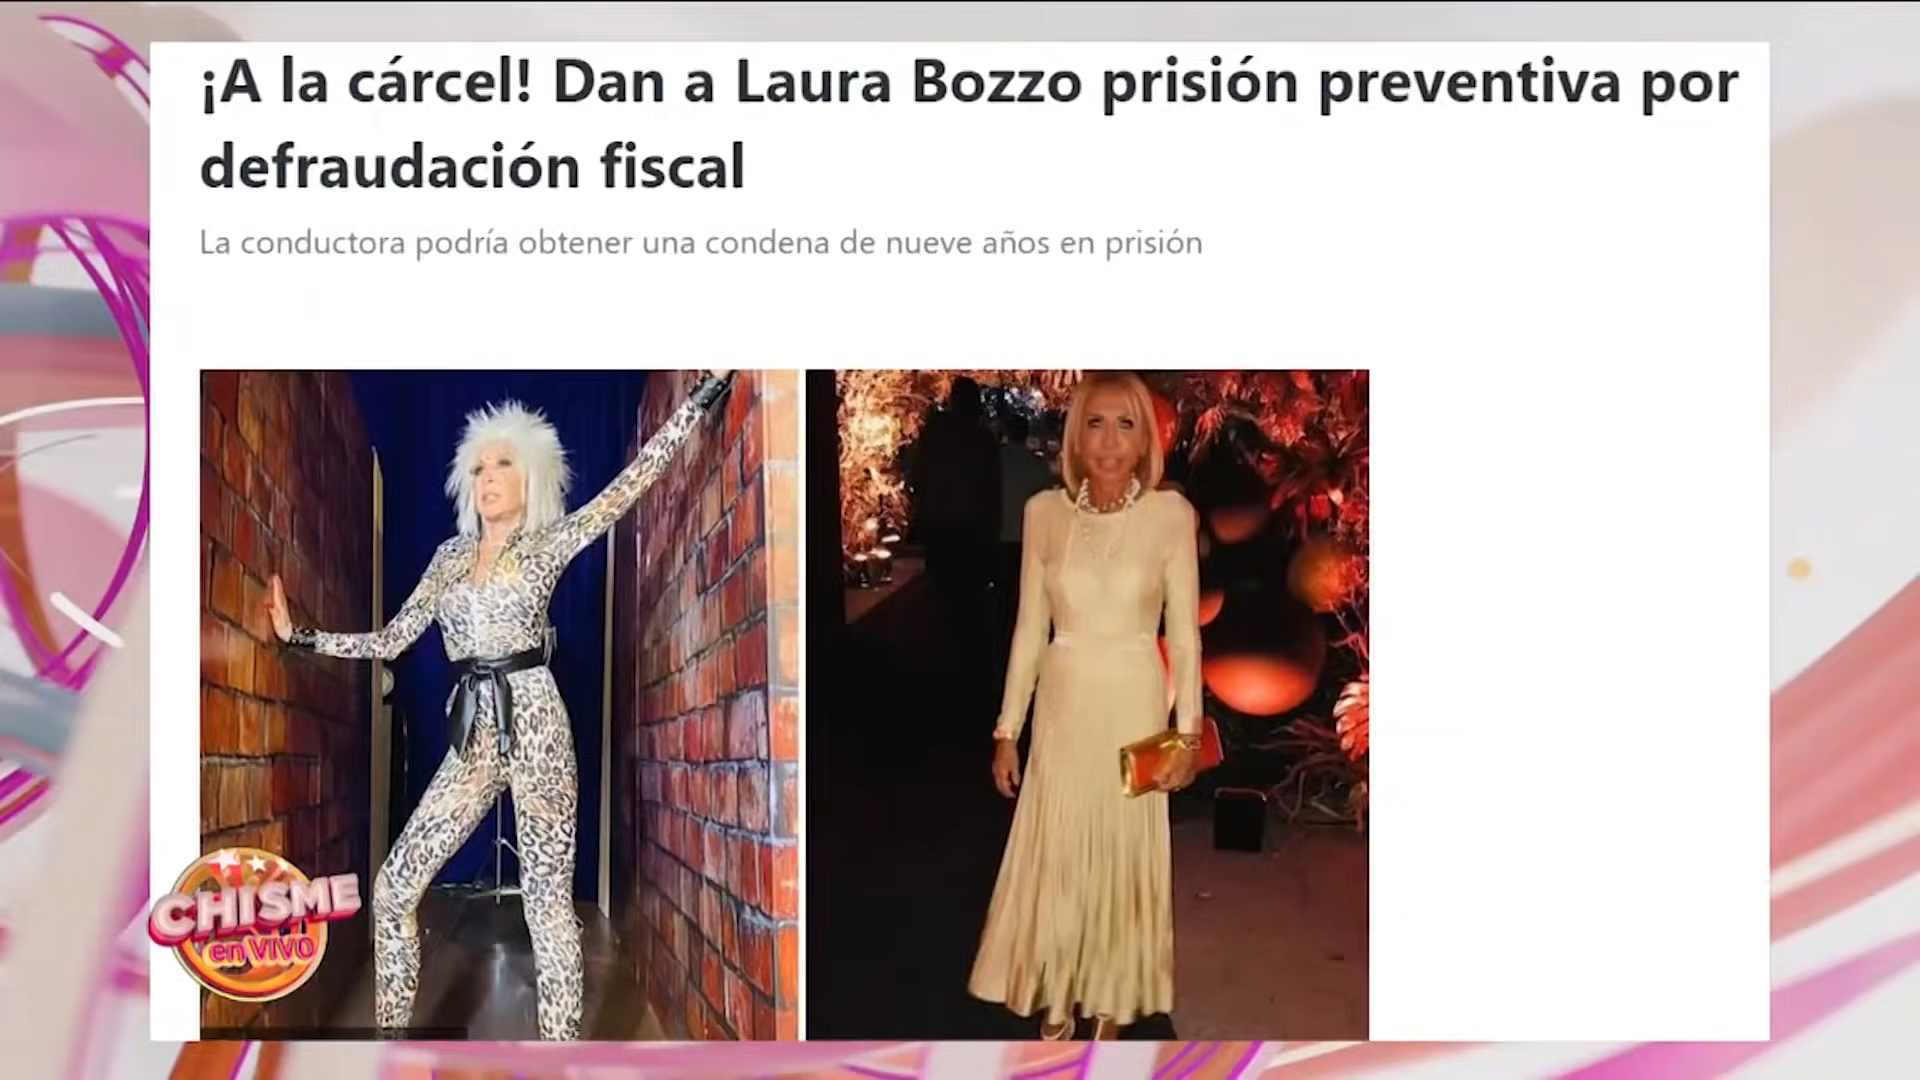 ¡A la cárcel! Dan a Laura Bozzo prisión preventiva por
defraudación fiscal
La conductora podría obtener una condena de nueve años en prisión
CHISME
en VIVO